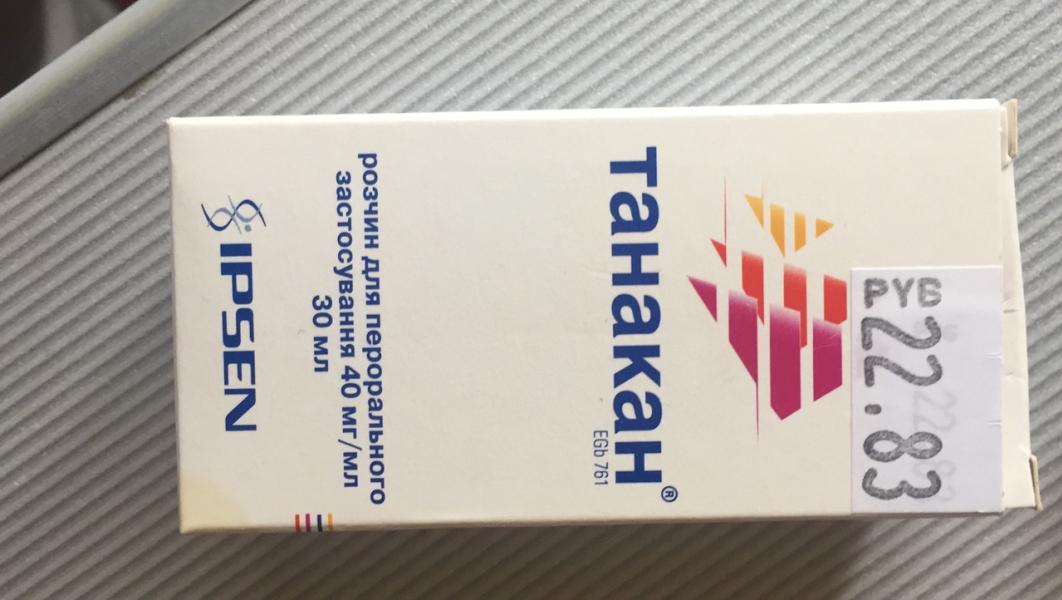 РУБ
22.83
танакан®
EGb 761
розчин для перорального
застосування 40 мг/мл
30 мл
IPSEN